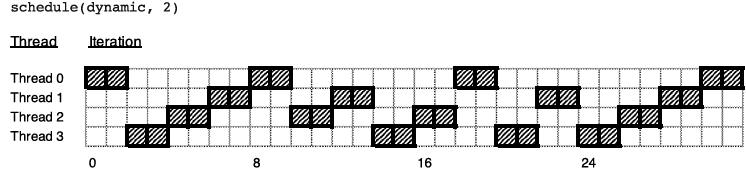 schedule(dynamic, 2)
Thread Iteration
Thread 0
Thread 1
Thread 2
Thread 3
0 8 16 24